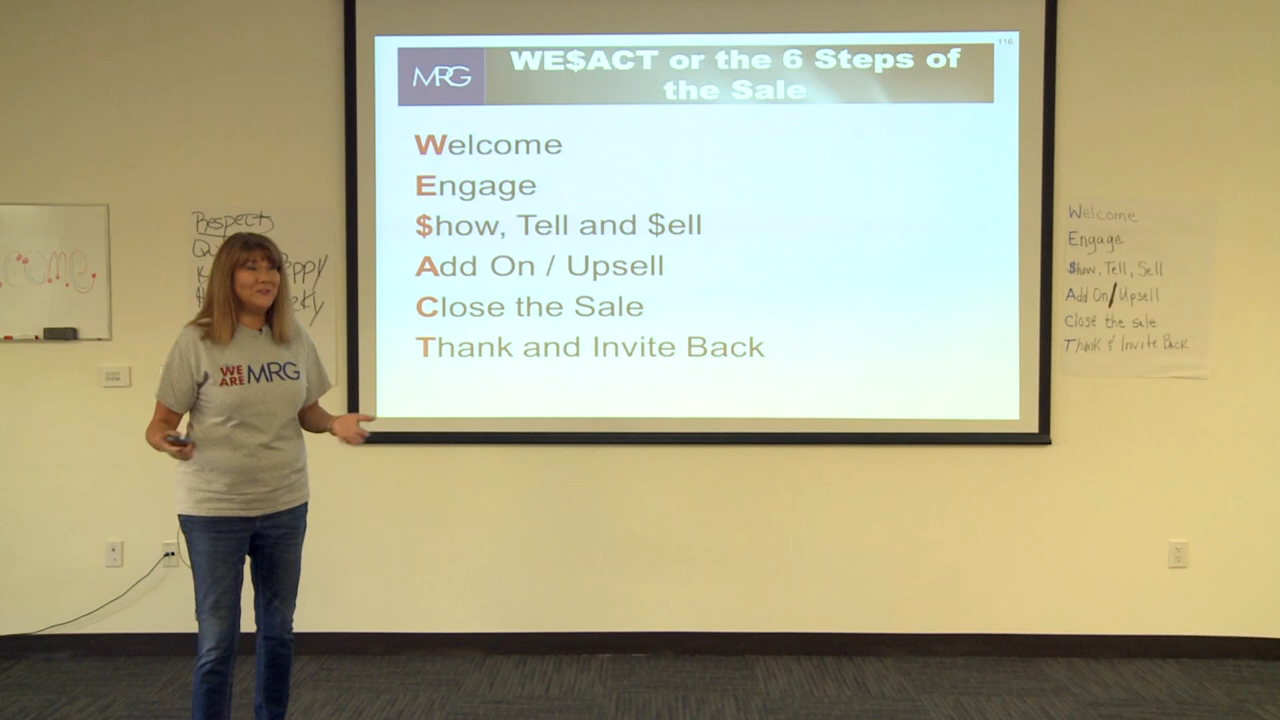 116
MRG
WE$ACT or the 6 Steps of
the Sale
Welcome
Engage
$how, Tell and $ell
Add On / Upsell
Close the Sale
Thank and Invite Back
come
Respect
WE
ARE MRG
Welcome
Engage
$how, Tell, Sell
Add On/Upsell
Close the sale
Thank & Invite Back